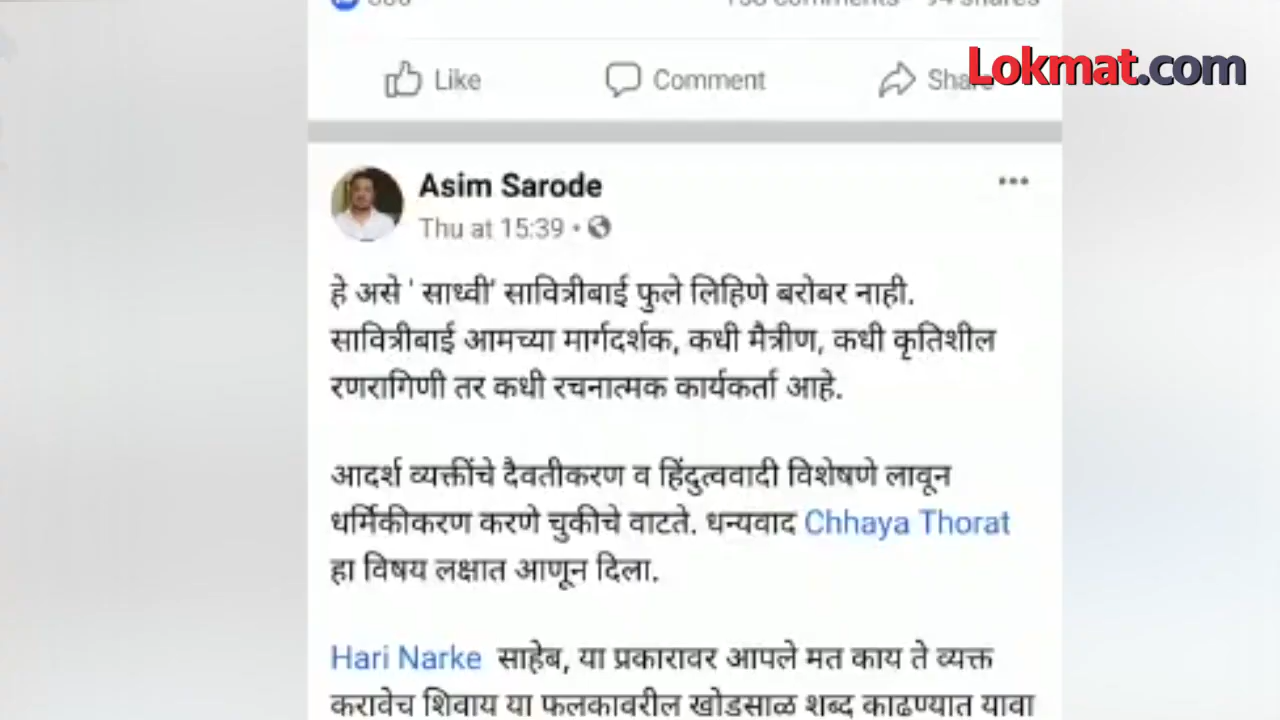 Like Comment Share
Lokmat.com
Asim Sarode
Thu at 15:39 •
हे असे ' साध्वी' सावित्रीबाई फुले लिहिणे बरोबर नाही.
सावित्रीबाई आमच्या मार्गदर्शक, कधी मैत्रीण, कधी कृतिशील
रणरागिणी तर कधी रचनात्मक कार्यकर्ता आहे.
आदर्श व्यक्तींचे दैवतीकरण व हिंदुत्ववादी विशेषणे लावून
धर्मिकीकरण करणे चुकीचे वाटते. धन्यवाद Chhaya Thorat
हा विषय लक्षात आणून दिला.
Hari Narke साहेब, या प्रकारावर आपले मत काय ते व्यक्त
करावेच शिवाय या फलकावरील खोडसाळ शब्द काढण्यात यावा